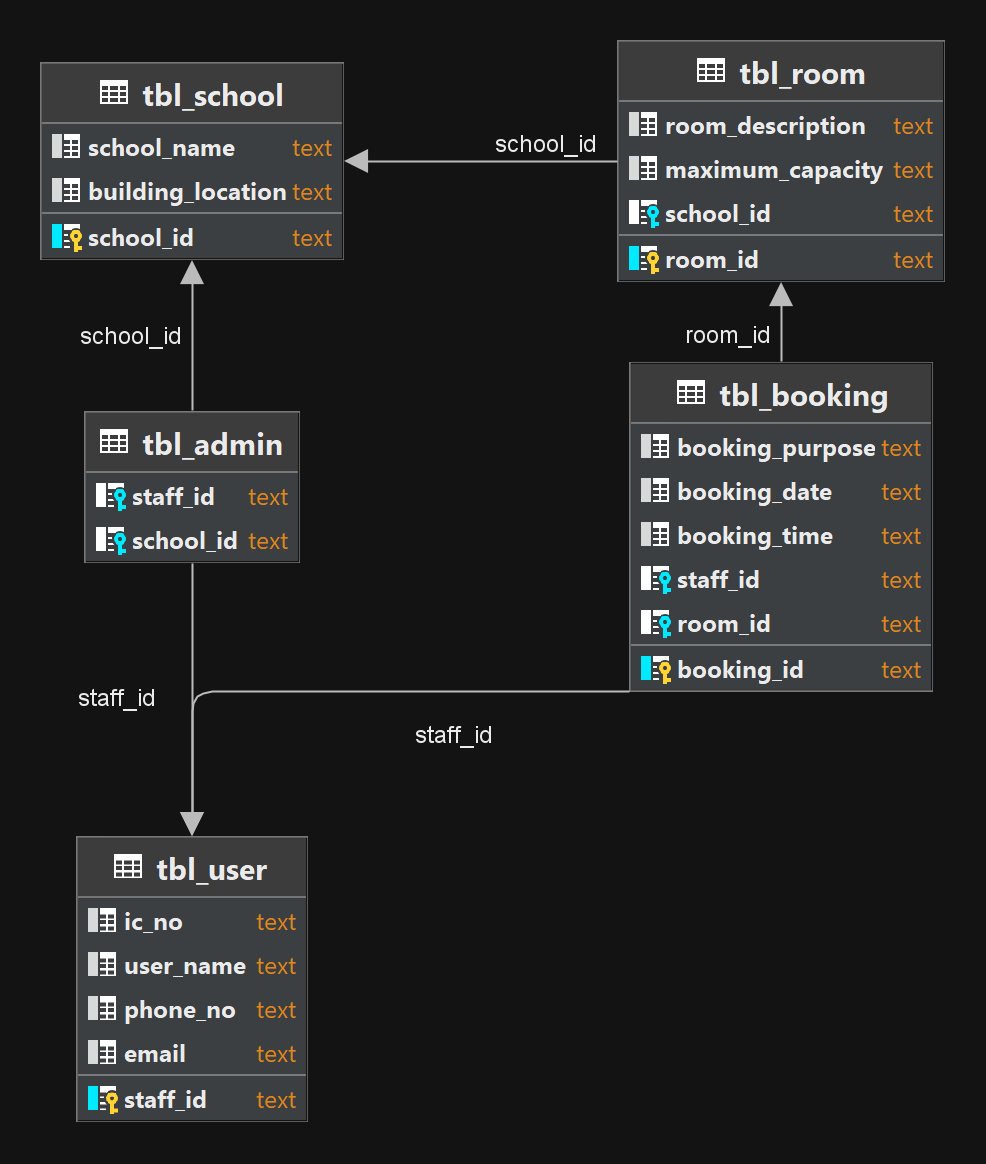 tbl_school
school_name text
building_location text
school_id text
school_id
tbl_room
room_description text
maximum_capacity text
school_id text
room_id text
school_id
room_id
tbl_admin
staff_id text
school_id text
tbl_booking
booking_purpose text
booking_date text
booking_time text
staff_id text
room_id text
booking_id text
staff_id
staff_id
tbl_user
ic_no text
user_name text
phone_no text
email text
staff_id text